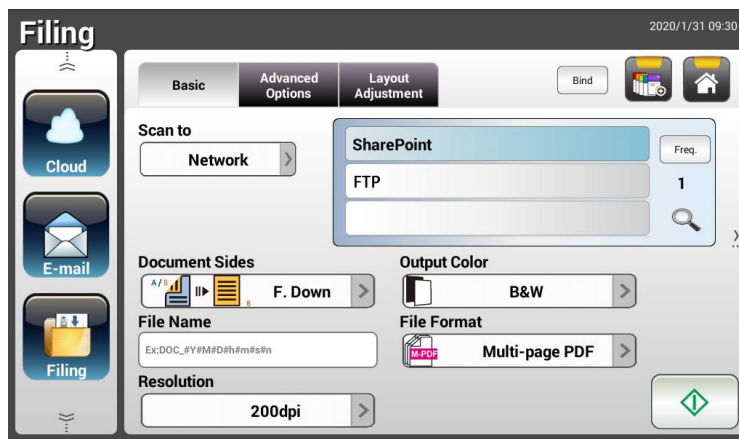 Filing
2020/1/31 09:30
Basic
Advanced
Options
Layout
Adjustment
Bind
Cloud
E-mail
Filing
Scan to
Network
SharePoint
FTP
Freq.
1
Document Sides
A/B
B
F. Down
Output Color
B&W
File Name
Ex:DOC_#Y#M#D#h#m#s#n
File Format
M-PDF
Multi-page PDF
Resolution
200dpi